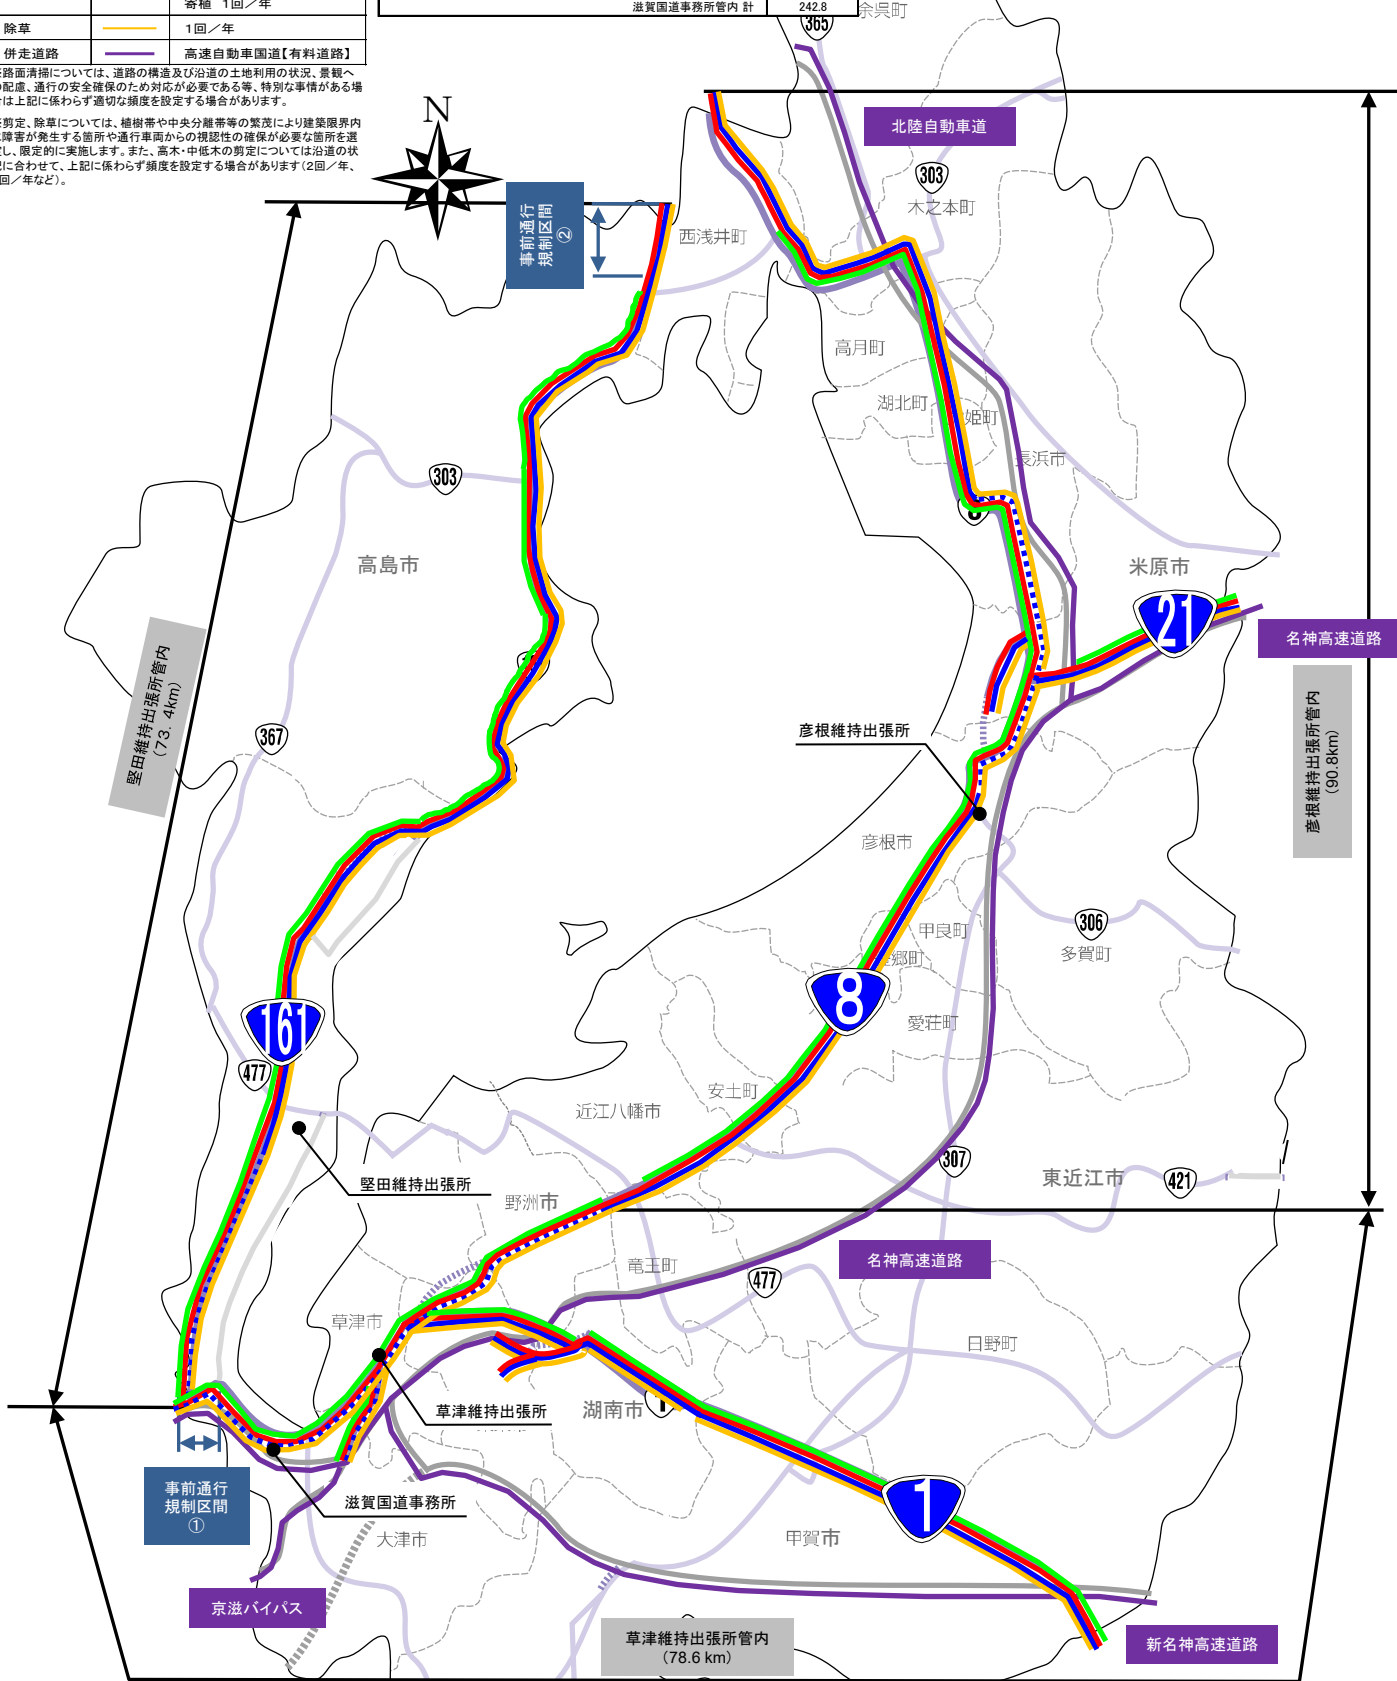 寄植 1回/年
除草
1回/年
併走道路
高速自動車国道【有料道路】
滋賀国道事務所管内 計
242.8
路面清掃については、道路の構造及び沿道の土地利用の状況、景観へ
配慮、通行の安全確保のため対応が必要である等、特別な事情がある場
は上記に係わらず適切な頻度を設定する場合があります。
剪定、除草については、植樹帯や中央分離帯等の繁茂により建築限界内
障害が発生する箇所や通行車両からの視認性の確保が必要な箇所を選
し、限定的に実施します。また、高木・中低木の剪定については沿道の状
に合わせて、上記に係わらず頻度を設定する場合があります(2回/年、
回/年など)。
N
余呉町
365
北陸自動車道
303
木之本町
事前通行
規制区間
②
西浅井町
高月町
湖北町
姫町
長浜市
303
高島市
米原市
21
名神高速道路
堅田維持出張所管内
(73.4km)
彦根維持出張所管内
(90.8km)
367
彦根維持出張所
彦根市
甲良町
306
多賀町
郷町
8
愛荘町
161
477
安土町
近江八幡市
堅田維持出張所
野洲市
307
東近江市
421
名神高速道路
竜王町
477
草津市
日野町
草津維持出張所
湖南市
1
事前通行
規制区間
①
滋賀国道事務所
大津市
甲賀市
京滋バイパス
草津維持出張所管内
(78.6 km)
新名神高速道路